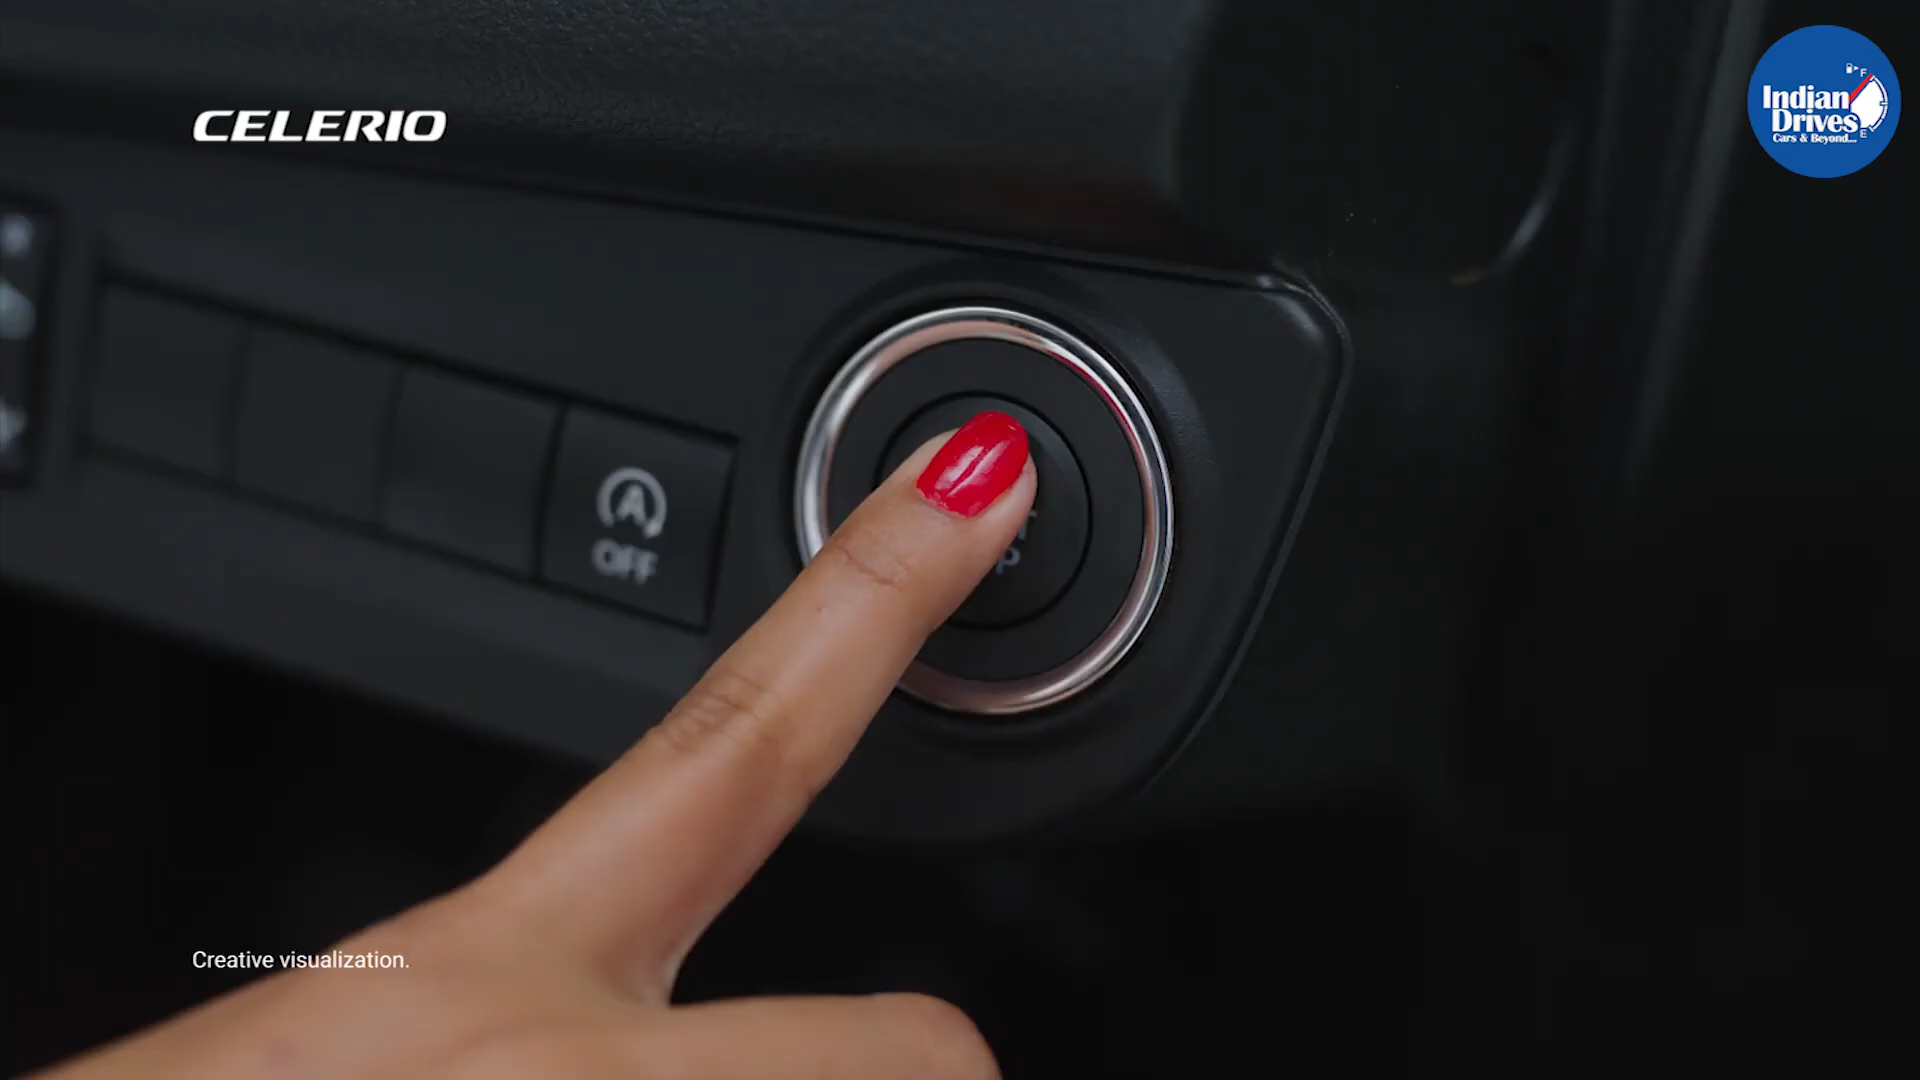 CELERIO
Indian
Drives
Cars & Beyond...
F
E
A
OFF
T
P
Creative visualization.